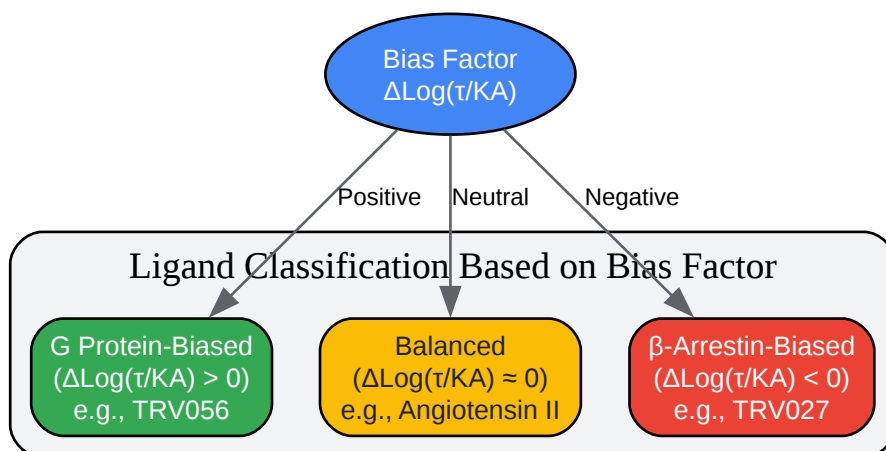 Bias Factor
ΔLog(τ/KA)
Positive
Neutral
Negative
Ligand Classification Based on Bias Factor
G Protein-Biased
(ΔLog(τ/KA) > 0)
e.g., TRV056
Balanced
(ΔLog(τ/KA) ≈ 0)
e.g., Angiotensin II
β-Arrestin-Biased
(ΔLog(τ/KA) < 0)
e.g., TRV027